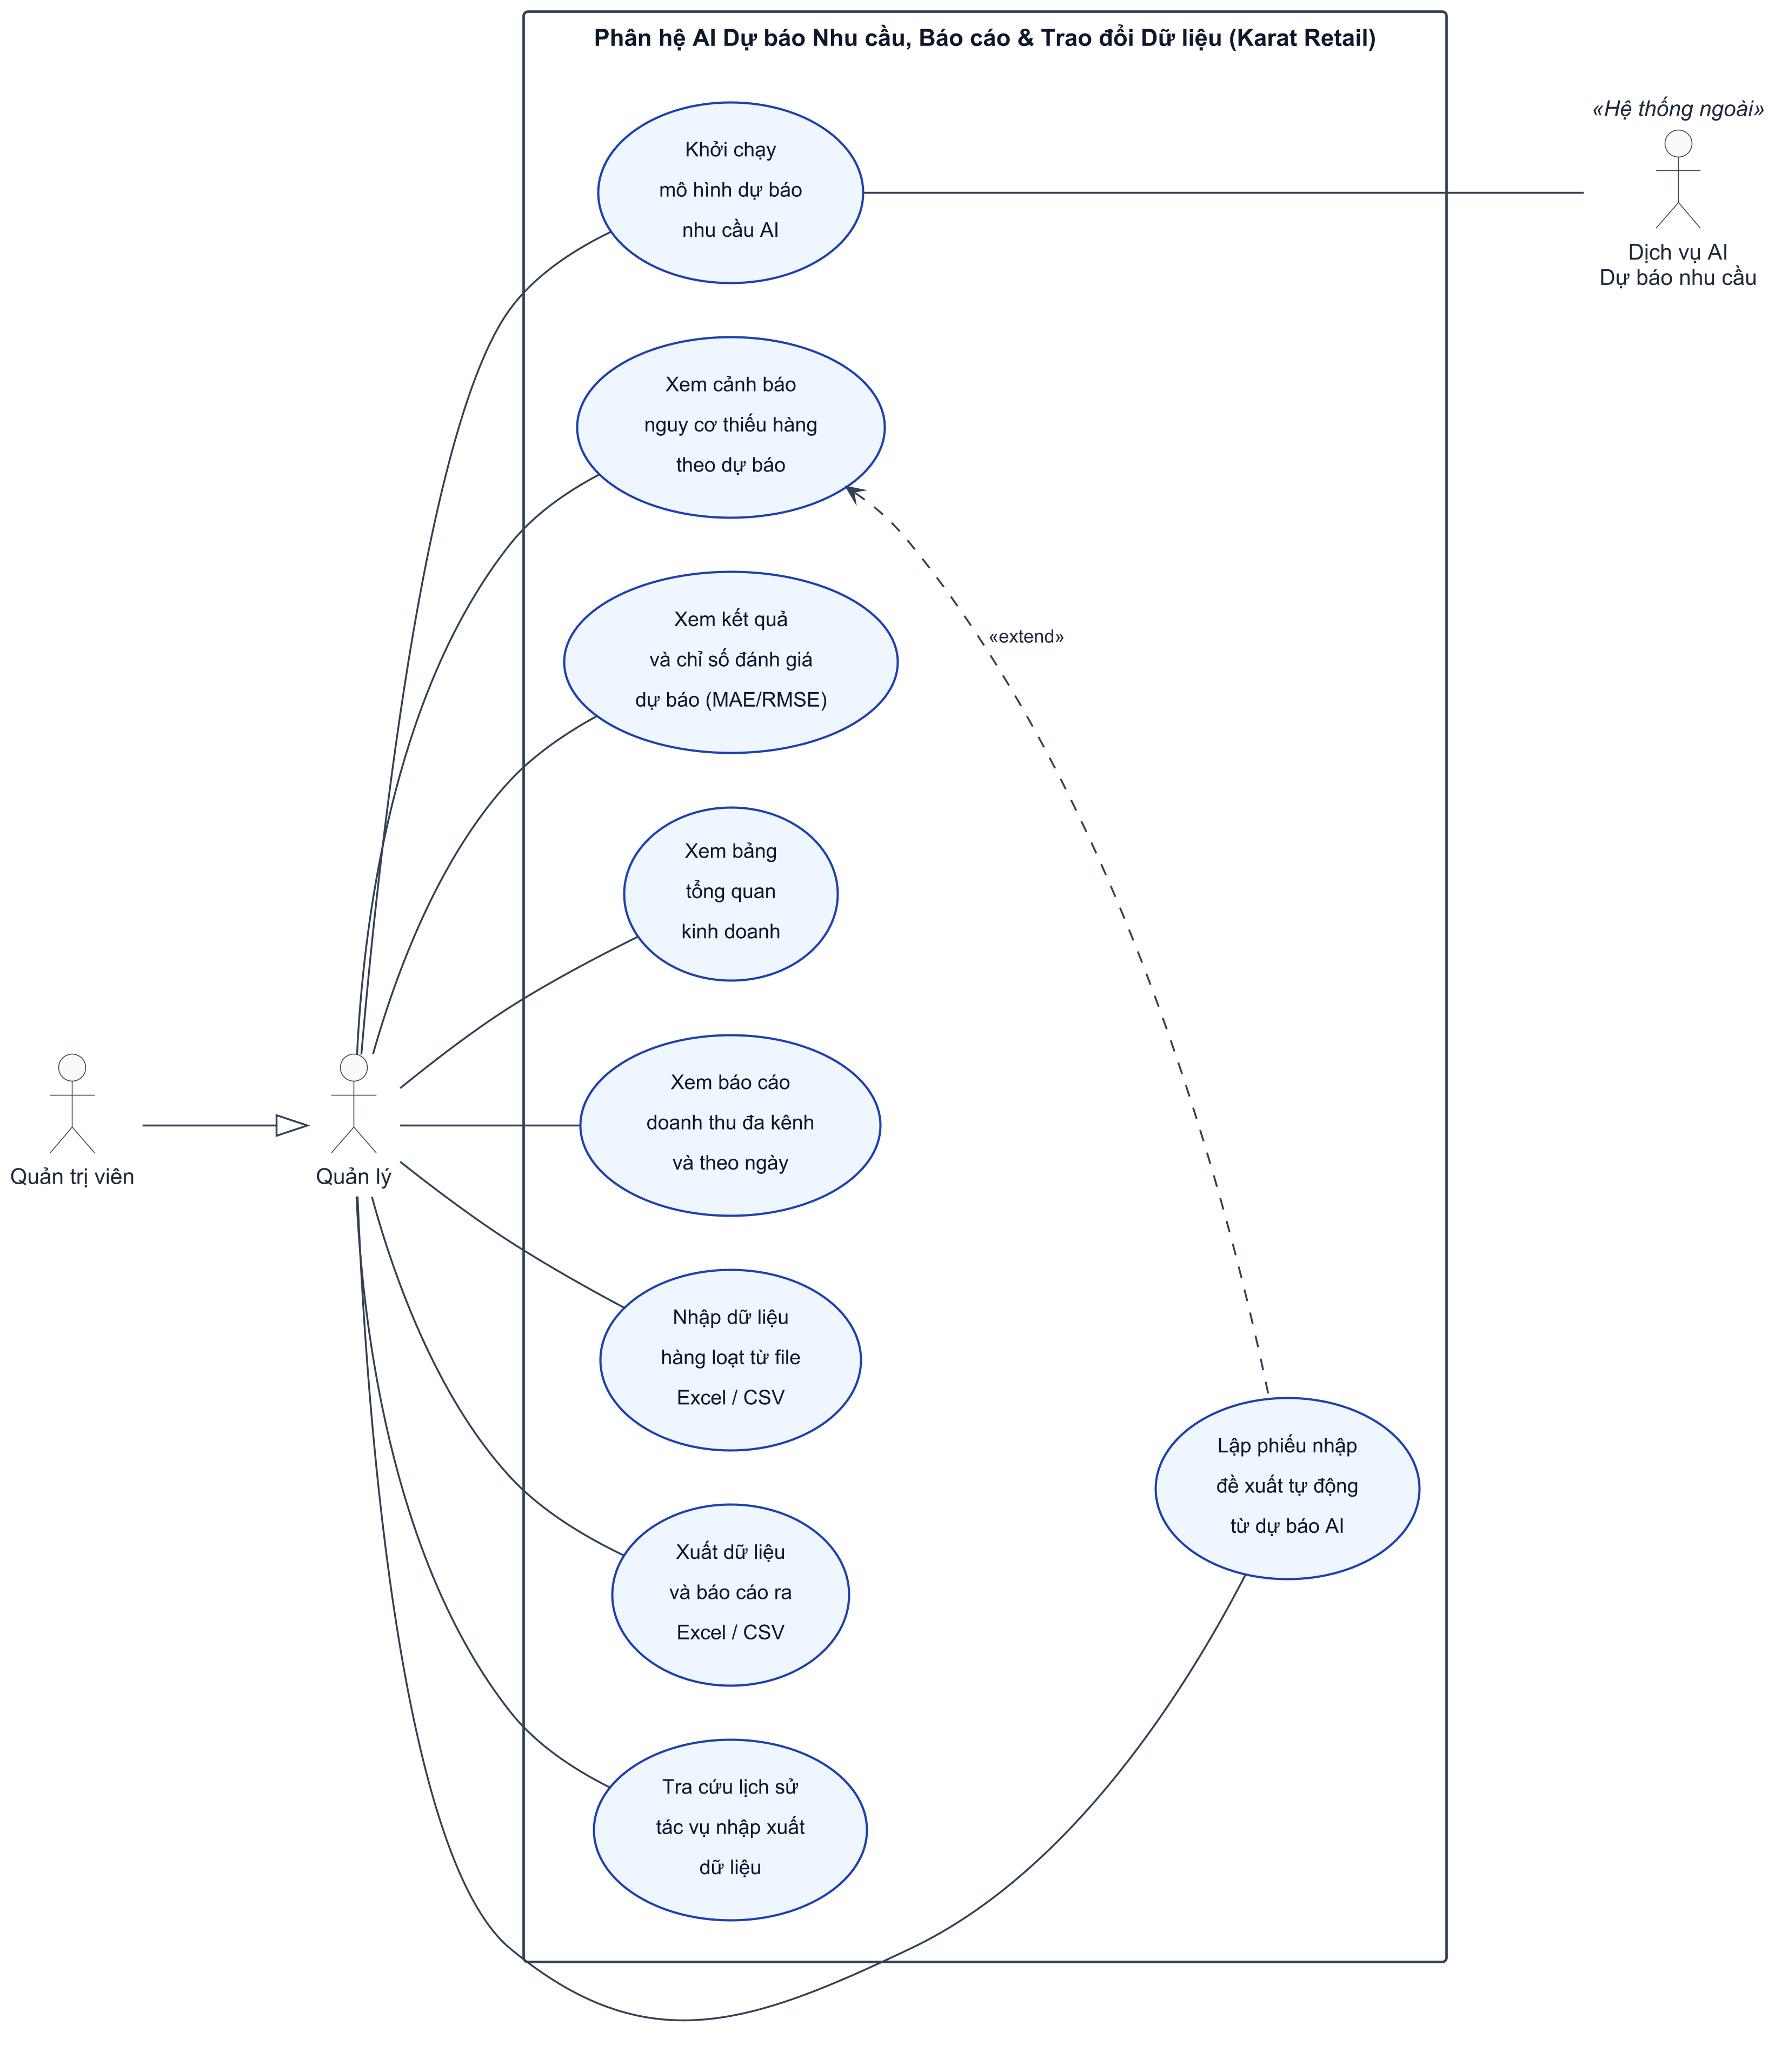 Phân hệ AI Dự báo Nhu cầu, Báo cáo & Trao đổi Dữ liệu (Karat Retail)
«Hệ thống ngoài»
Dịch vụ AI
Dự báo nhu cầu
Khởi chạy
mô hình dự báo
nhu cầu AI
Xem cảnh báo
nguy cơ thiếu hàng
theo dự báo
«extend»
Xem kết quả
và chỉ số đánh giá
dự báo (MAE/RMSE)
Xem bảng
tổng quan
kinh doanh
Quản trị viên
Quản lý
Xem báo cáo
doanh thu đa kênh
và theo ngày
Nhập dữ liệu
hàng loạt từ file
Excel / CSV
Lập phiếu nhập
đề xuất tự động
từ dự báo AI
Xuất dữ liệu
và báo cáo ra
Excel / CSV
Tra cứu lịch sử
tác vụ nhập xuất
dữ liệu